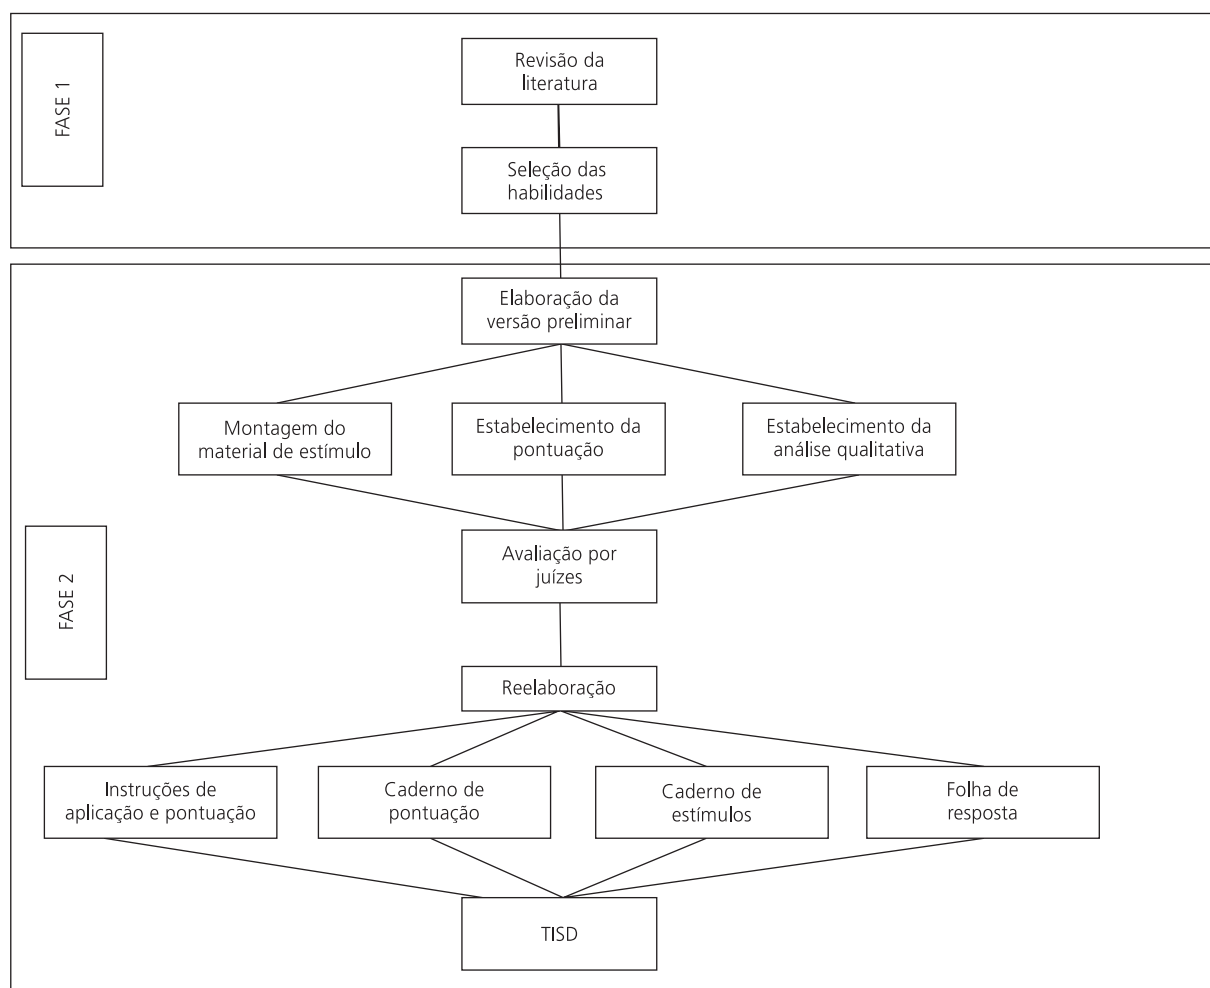 FASE 1
Revisão da
literatura
Seleção das
habilidades
FASE 2
Elaboração da
versão preliminar
Montagem do
material de estímulo
Estabelecimento da
pontuação
Estabelecimento da
análise qualitativa
Avaliação por
juízes
Reelaboração
Instruções de
aplicação e pontuação
Caderno de
pontuação
Caderno de
estímulos
Folha de
resposta
TISD